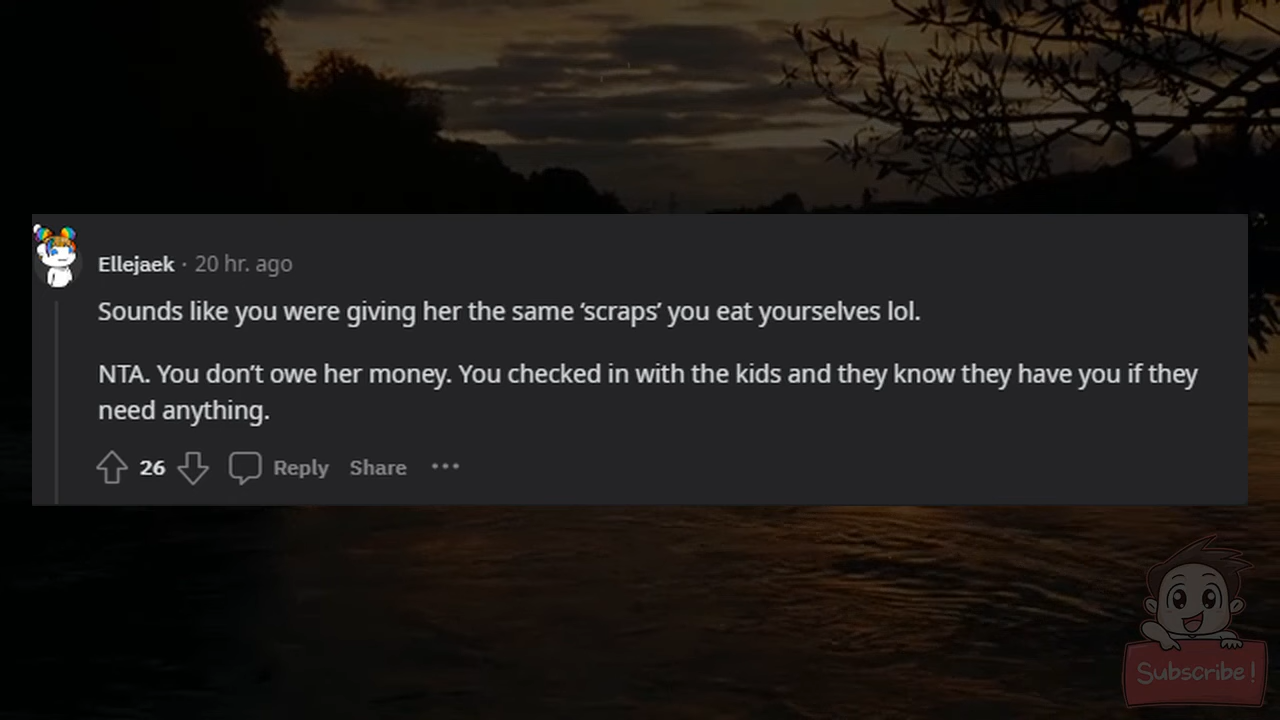 Ellejaek · 20 hr. ago
Sounds like you were giving her the same ‘scraps’ you eat yourselves lol.
NTA. You don’t owe her money. You checked in with the kids and they know they have you if they
need anything.
26 Reply Share ···
Subscribe!